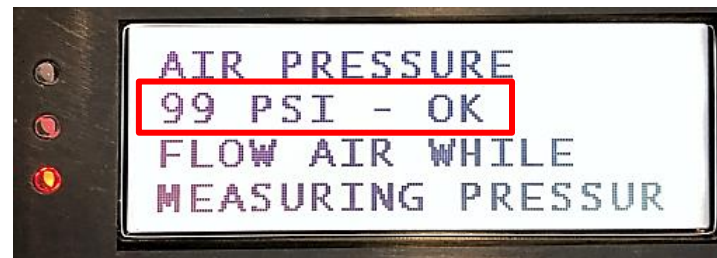 AIR PRESSURE
99 PSI - OK
FLOW AIR WHILE
MEASURING PRESSUR